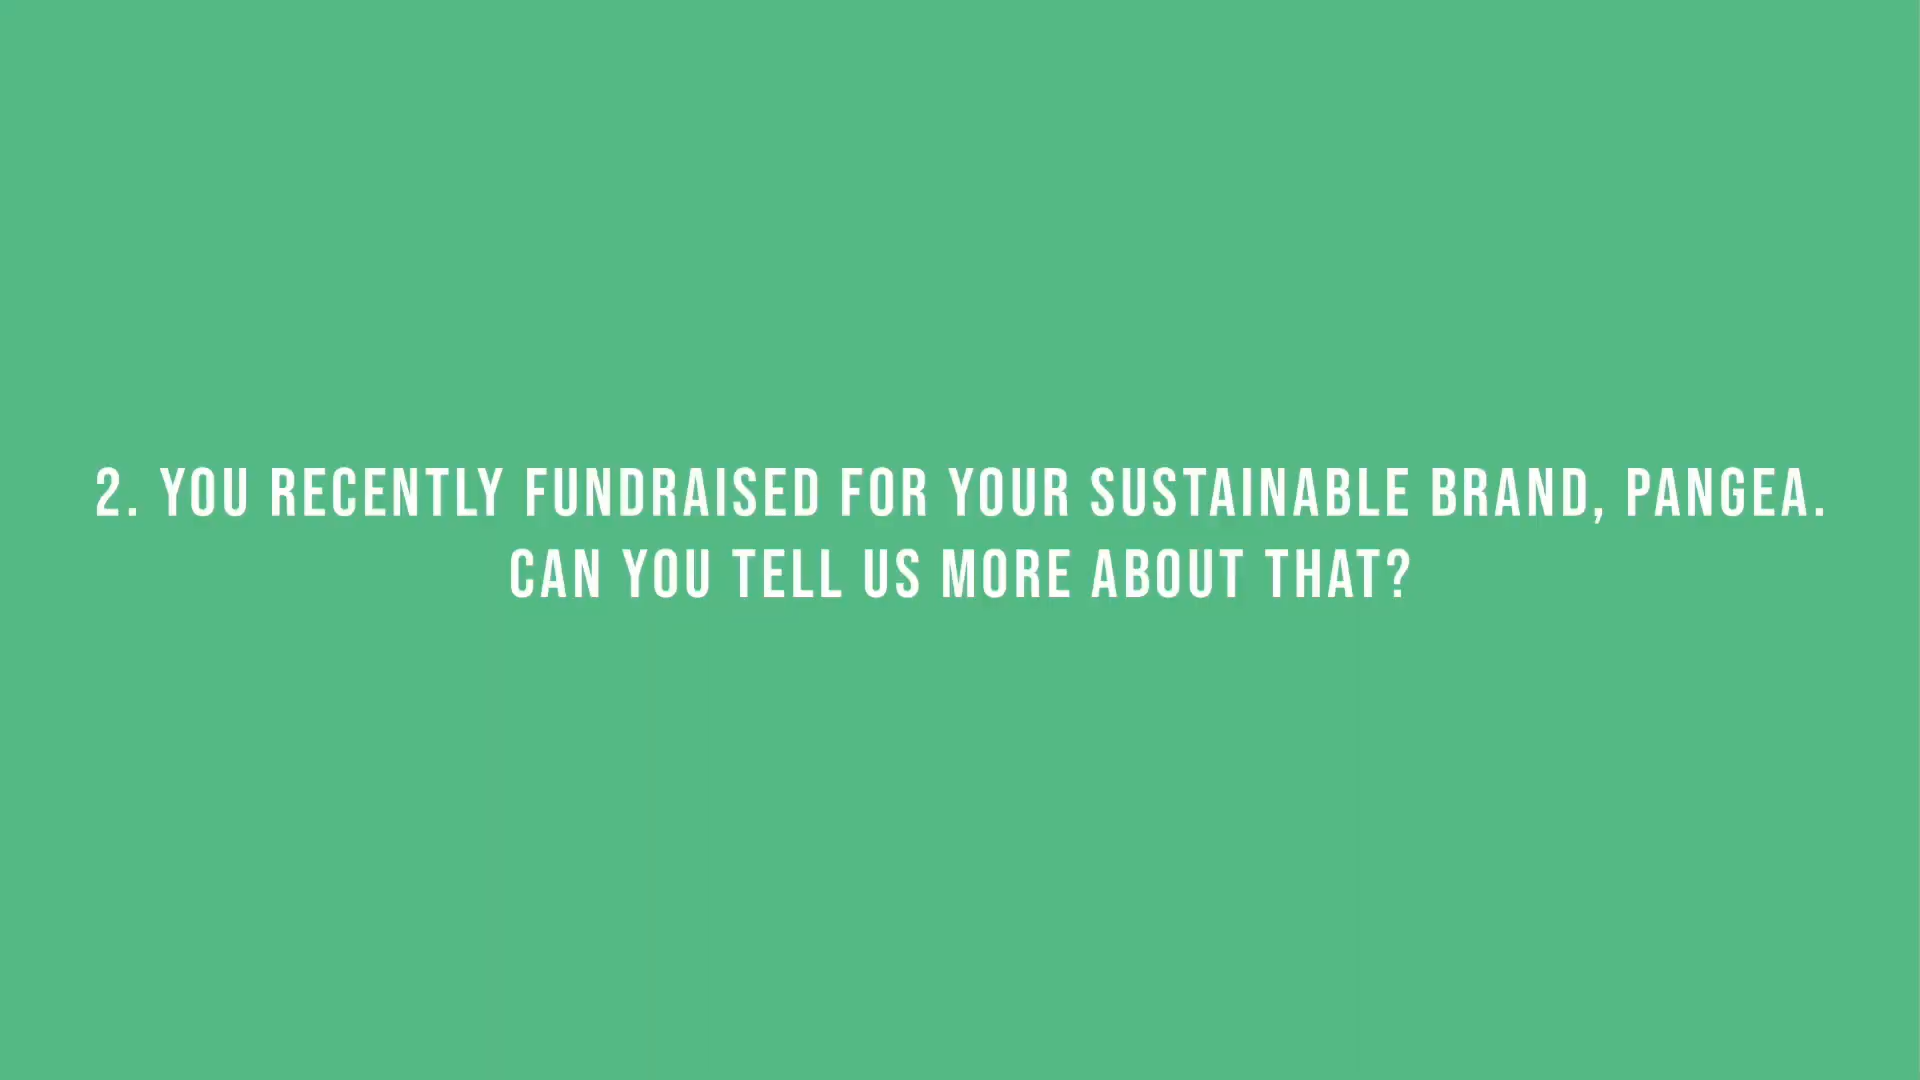 2. YOU RECENTLY FUNDRAISED FOR YOUR SUSTAINABLE BRAND, PANGEA.
CAN YOU TELL US MORE ABOUT THAT?